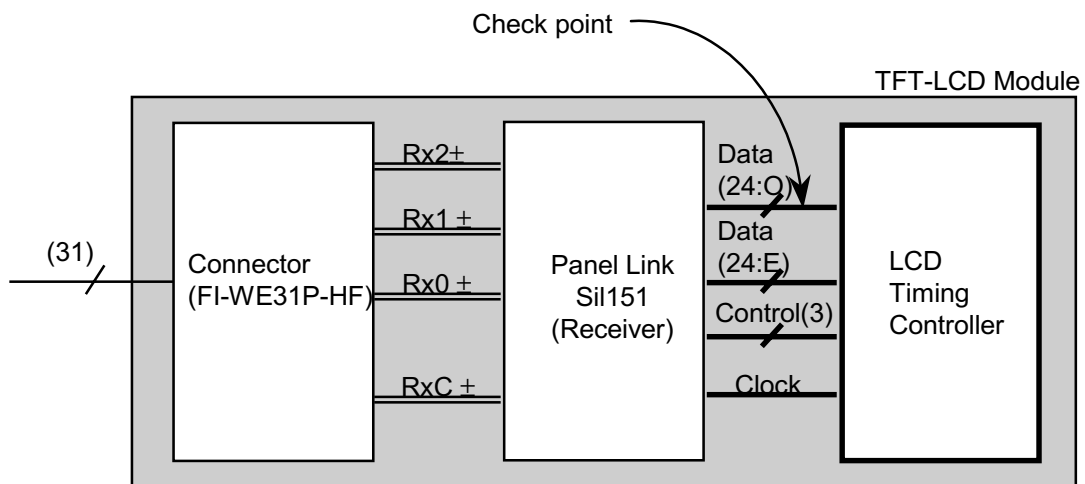 Check point
TFT-LCD Module
(31)
Connector
(FI-WE31P-HF)
Rx2±
Rx1 ±
Rx0 ±
RxC ±
Panel Link
SiI151
(Receiver)
Data
(24:O)
Data
(24:E)
Control(3)
Clock
LCD
Timing
Controller